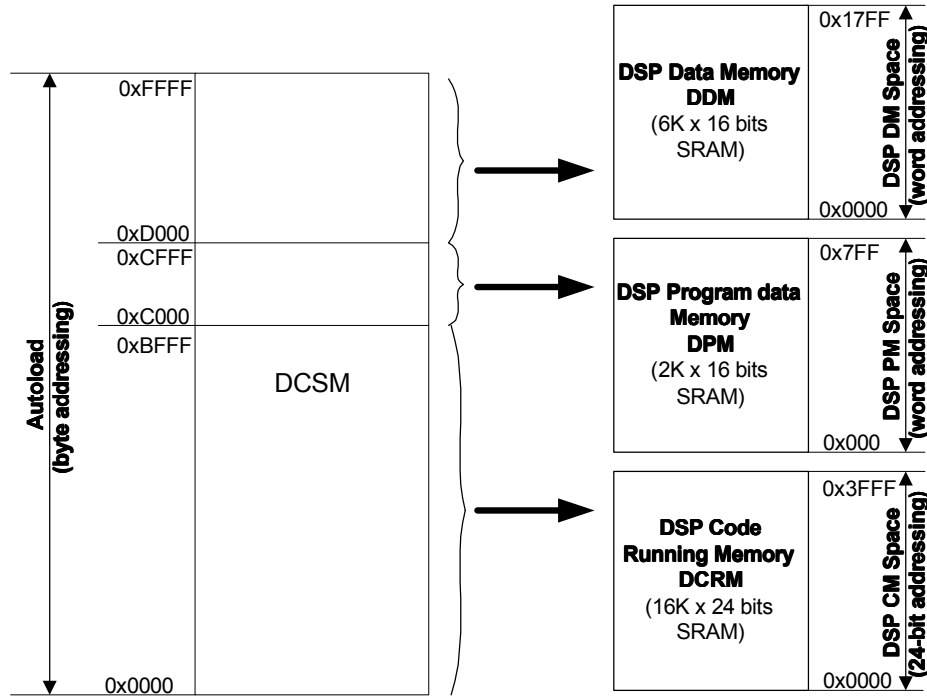 0xFFFF
0xD000
0xCFFF
0xC000
0xBFFF
DCSM
0x0000
Autoload
(byte addressing)
DSP Data Memory
DDM
(6K x 16 bits
SRAM)
0x17FF
0x0000
DSP DM Space
(word addressing)
DSP Program data
Memory
DPM
(2K x 16 bits
SRAM)
0x7FF
0x000
DSP PM Space
(word addressing)
DSP Code
Running Memory
DCRM
(16K x 24 bits
SRAM)
0x3FFF
0x0000
DSP CM Space
(24-bit addressing)